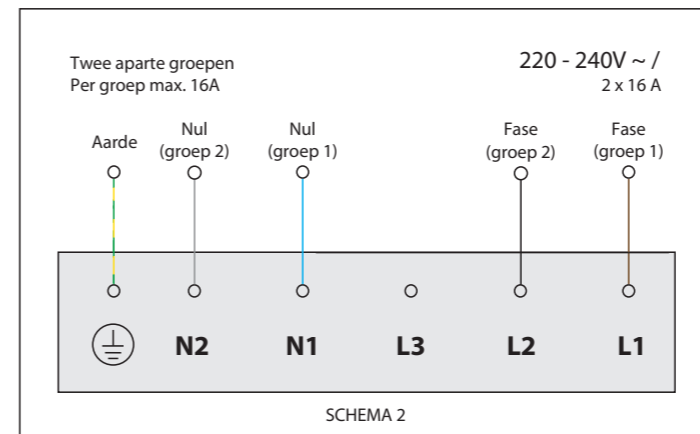 Twee aparte groepen
Per groep max. 16A
220 - 240V ~ /
2 x 16 A
Aarde
Nul
(groep 2)
Nul
(groep 1)
Fase
(groep 2)
Fase
(groep 1)
N2
N1
L3
L2
L1
SCHEMA 2